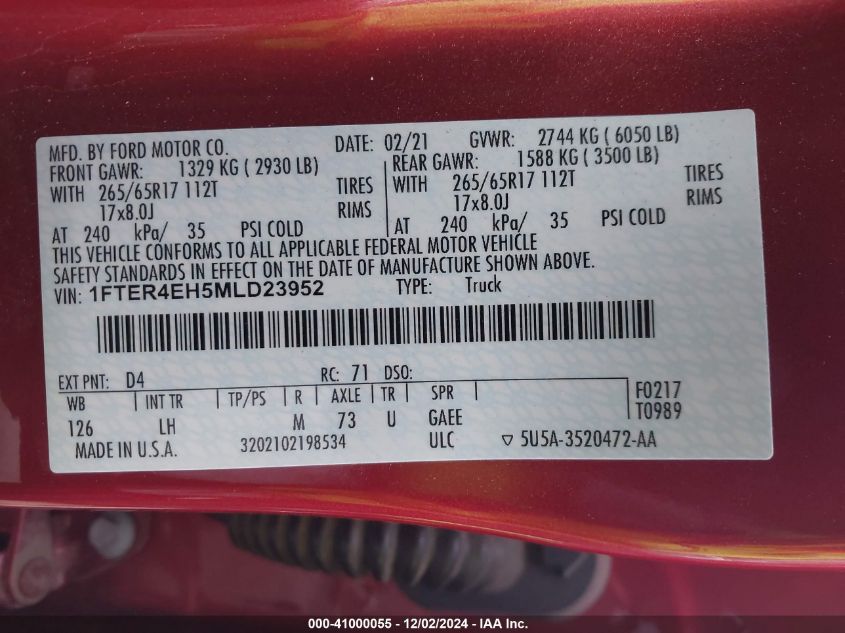 MFD. BY FORD MOTOR CO. DATE: 02/21 GVWR: 2744 KG ( 6050 LB)
FRONT GAWR: 1329 KG ( 2930 LB) REAR GAWR: 1588 KG ( 3500 LB)
WITH 265/65R17 112T TIRES WITH 265/65R17 112T TIRES
17x8.0J RIMS 17x8.0J RIMS
AT 240 kPa/ 35 PSI COLD AT 240 kPa/ 35 PSI COLD
THIS VEHICLE CONFORMS TO ALL APPLICABLE FEDERAL MOTOR VEHICLE
SAFETY STANDARDS IN EFFECT ON THE DATE OF MANUFACTURE SHOWN ABOVE.
VIN: 1FTER4EH5MLD23952 TYPE: Truck
EXT PNT: D4 RC: 71 DSO:
WB INT TR TP/PS R AXLE TR SPR F0217
126 LH M 73 U GAEE T0989
MADE IN U.S.A. 3202102198534 ULC ▽ 5U5A-3520472-AA
000-41000055 - 12/02/2024 - IAA Inc.